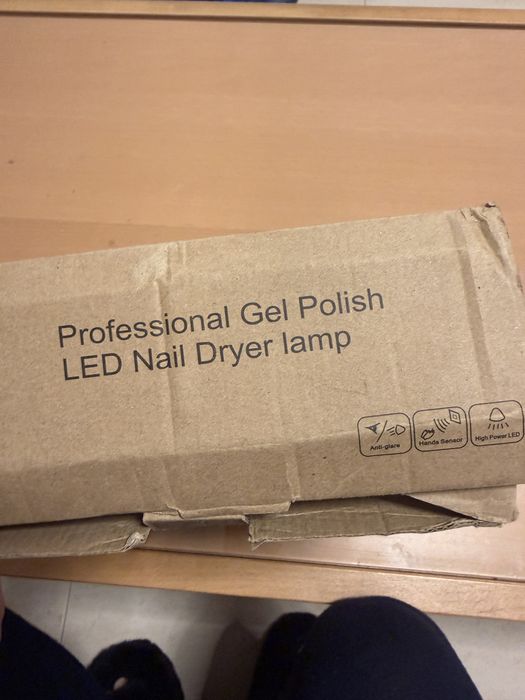 Professional Gel Polish
LED Nail Dryer lamp
Anti-glare
Hands Sensor
High Power LED